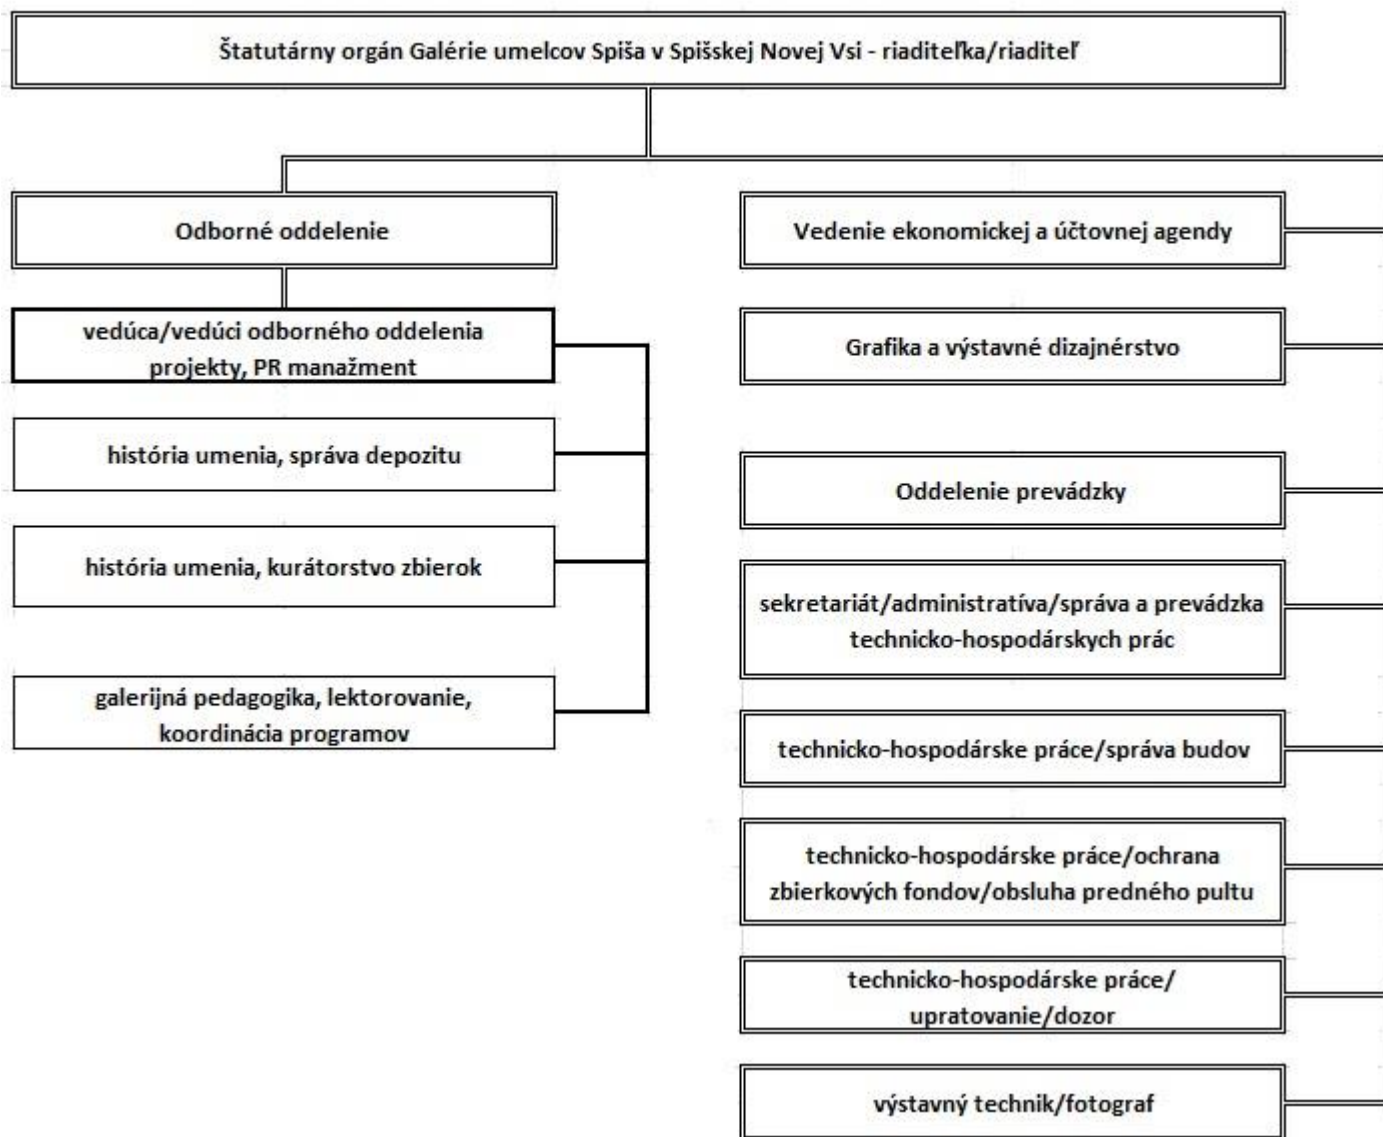 Štatutárny orgán Galérie umelcov Spiša v Spišskej Novej Vsi - riaditeľka/riaditeľ
Odborné oddelenie
vedúca/vedúci odborného oddelenia
projekty, PR manažment
história umenia, správa depozitu
história umenia, kurátorstvo zbierok
galerijná pedagogika, lektorovanie,
koordinácia programov
Vedenie ekonomickej a účtovnej agendy
Grafika a výstavné dizajnérstvo
Oddelenie prevádzky
sekretariát/administratíva/správa a prevádzka
technicko-hospodárskych prác
technicko-hospodárske práce/správa budov
technicko-hospodárske práce/ochrana
zbierkových fondov/obsluha predného pultu
technicko-hospodárske práce/
upratovanie/dozor
výstavný technik/fotograf